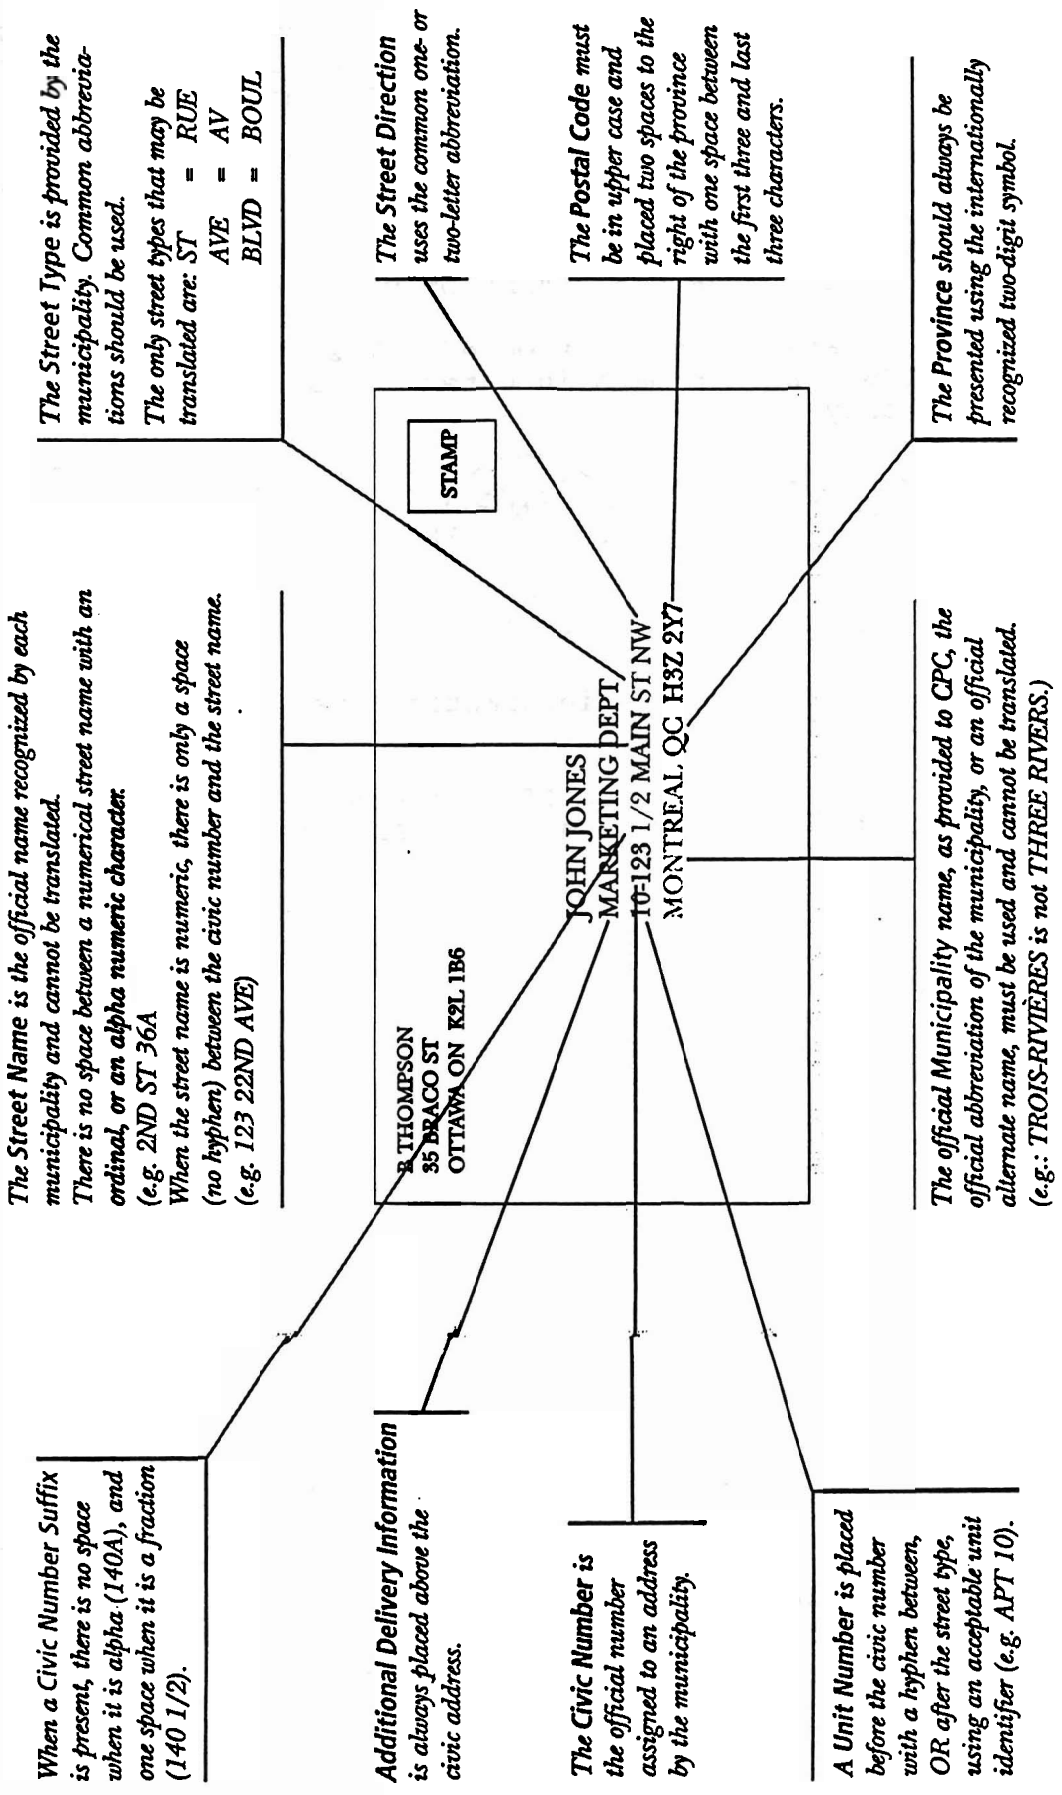 When a Civic Number Suffix
is present, there is no space
when it is alpha (140A), and
one space when it is a fraction
(140 1/2).
The Street Name is the official name recognized by each
municipality and cannot be translated.
There is no space between a numerical street name with an
ordinal, or an alpha numeric character.
(e.g. 2ND ST 36A
When the street name is numeric, there is only a space
(no hyphen) between the civic number and the street name.
(e.g. 123 22ND AVE)
The Street Type is provided by the
municipality. Common abbrevia-
tions should be used.
The only street types that may be
translated are: ST = RUE
AVE = AV
BLVD = BOUL
Additional Delivery Information
is always placed above the
civic address.
The Civic Number is
the official number
assigned to an address
by the municipality.
A Unit Number is placed
before the civic number
with a hyphen between,
OR after the street type,
using an acceptable unit
identifier (e.g. APT 10).
B THOMPSON
35 BRACO ST
OTTAWA ON K2L 1B6
STAMP
JOHN JONES
MARKETING DEPT
10-123 1/2 MAIN ST NW
MONTREAL QC H3Z 2Y7
The Street Direction
uses the common one- or
two-letter abbreviation.
The Postal Code must
be in upper case and
placed two spaces to the
right of the province
with one space between
the first three and last
three characters.
The official Municipality name, as provided to CPC, the
official abbreviation of the municipality, or an official
alternate name, must be used and cannot be translated.
(e.g.: TROIS-RIVIÈRES is not THREE RIVERS.)
The Province should always be
presented using the internationally
recognized two-digit symbol.